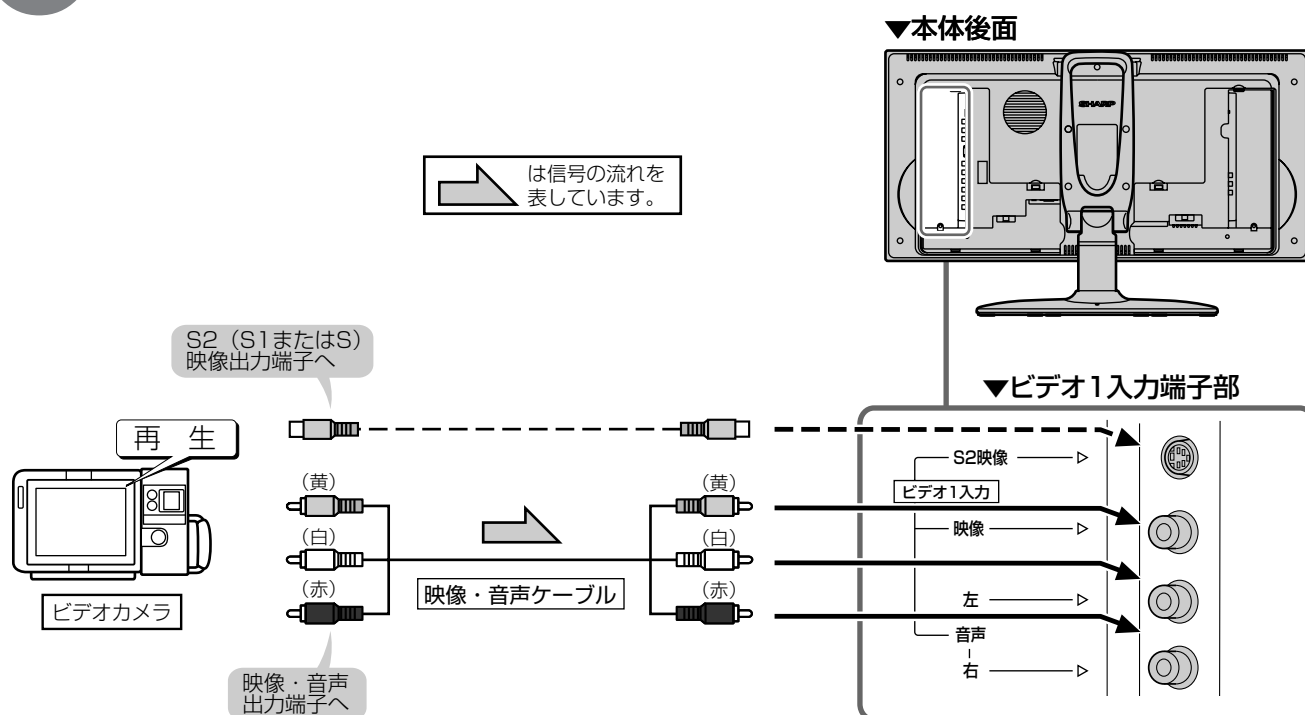 ▼本体後面
SHARP
は信号の流れを
表しています。
S2（S1またはS）
映像出力端子へ
▼ビデオ1入力端子部
再 生
S2映像
ビデオ1入力
（黄）
（黄）
映像
（白）
（白）
（赤）
（赤）
映像・音声ケーブル
左
ビデオカメラ
音声
右
映像・音声
出力端子へ